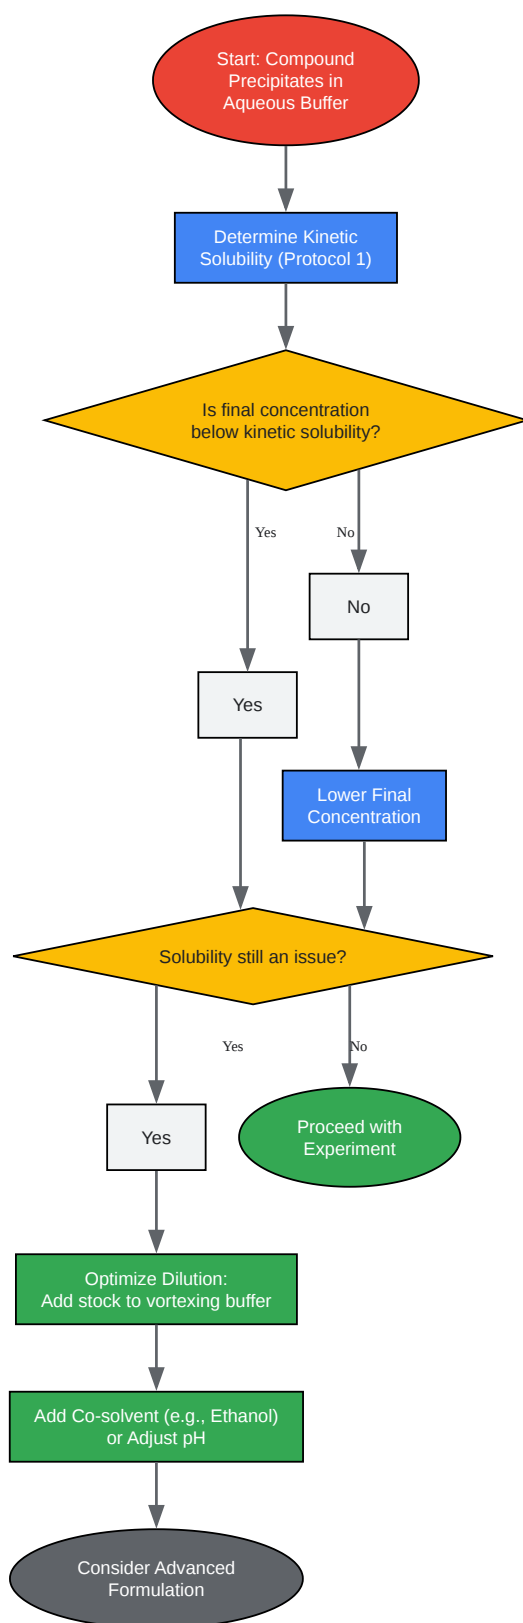 Start: Compound
Precipitates in
Aqueous Buffer
Determine Kinetic
Solubility (Protocol 1)
Is final concentration
below kinetic solubility?
Yes
No
No
Yes
Lower Final
Concentration
Solubility still an issue?
Yes
No
Proceed with
Experiment
Yes
Optimize Dilution:
Add stock to vortexing buffer
Add Co-solvent (e.g., Ethanol)
or Adjust pH
Consider Advanced
Formulation